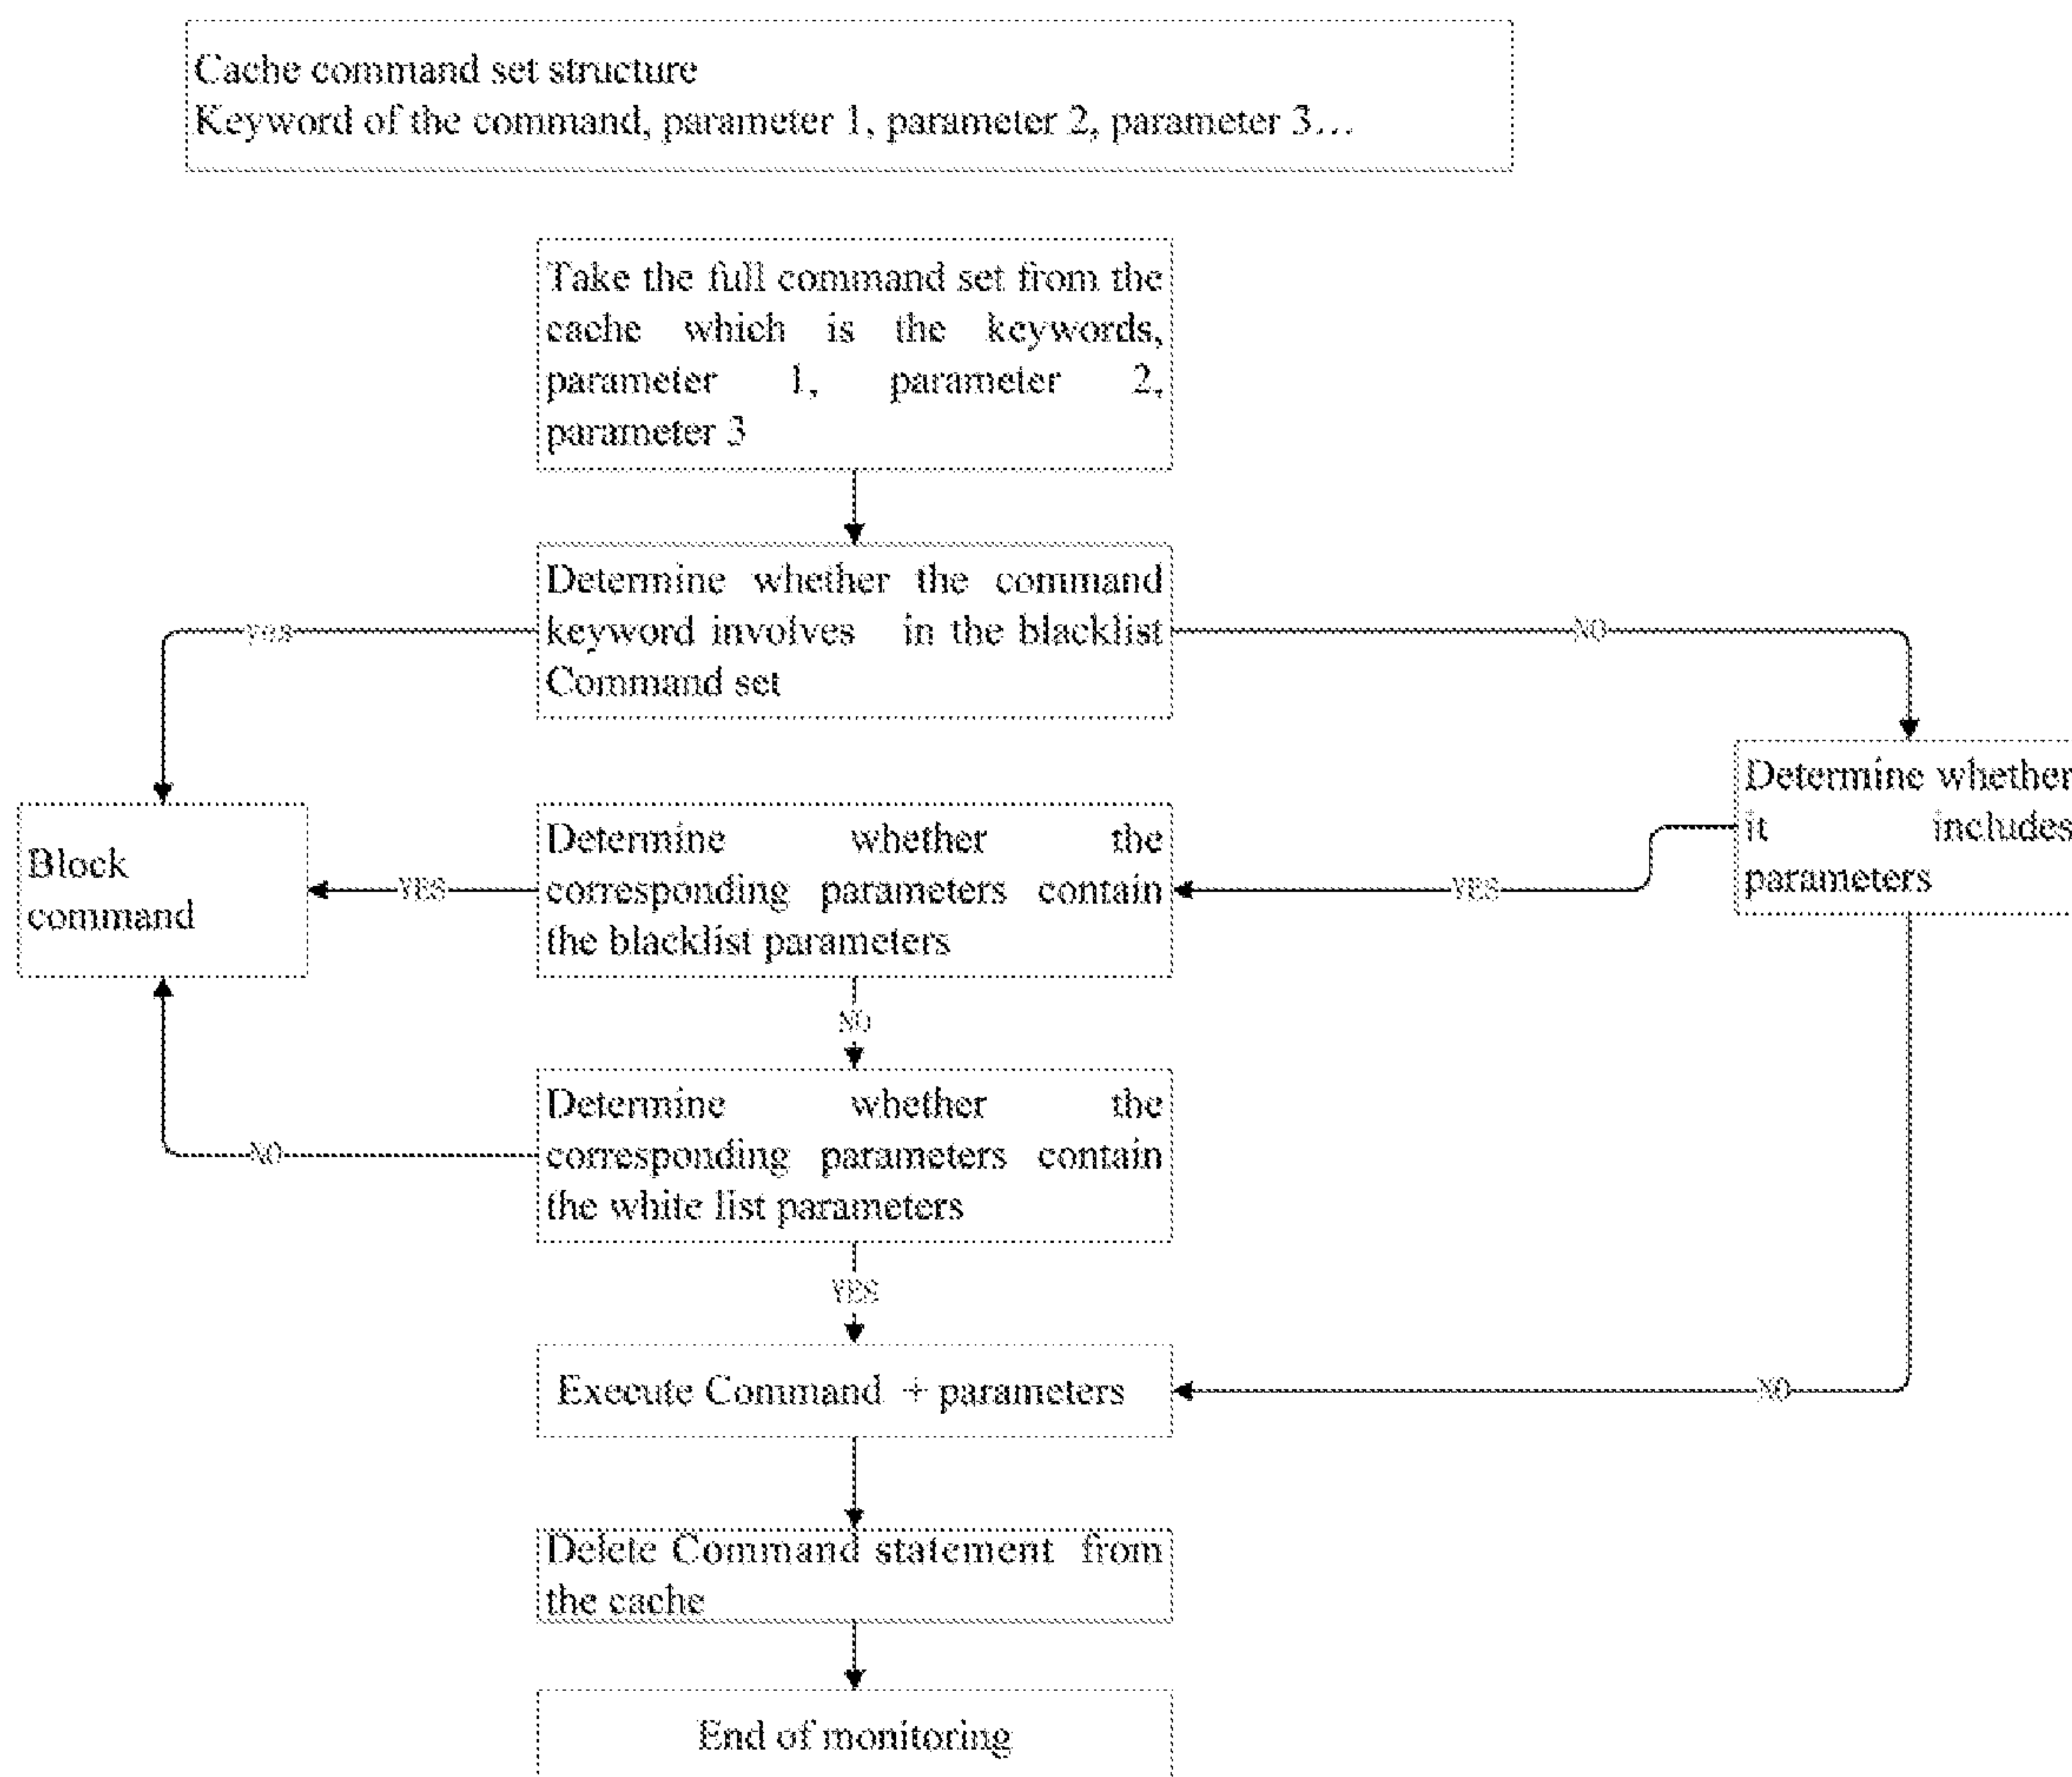 Cache command set structure
Keyword of the command, parameter 1, parameter 2, parameter 3...
Take the full command set from the
cache which is the keywords,
parameter 1, parameter 2,
parameter 3
Determine whether the command
keyword involves in the blacklist
Command set
yes
NO
Determine whether
it includes
parameters
Block
command
YES
Determine whether the
corresponding parameters contain
the blacklist parameters
YES
NO
Determine whether the
corresponding parameters contain
the white list parameters
NO
YES
Execute Command + parameters
NO
Delete Command statement from
the cache
End of monitoring